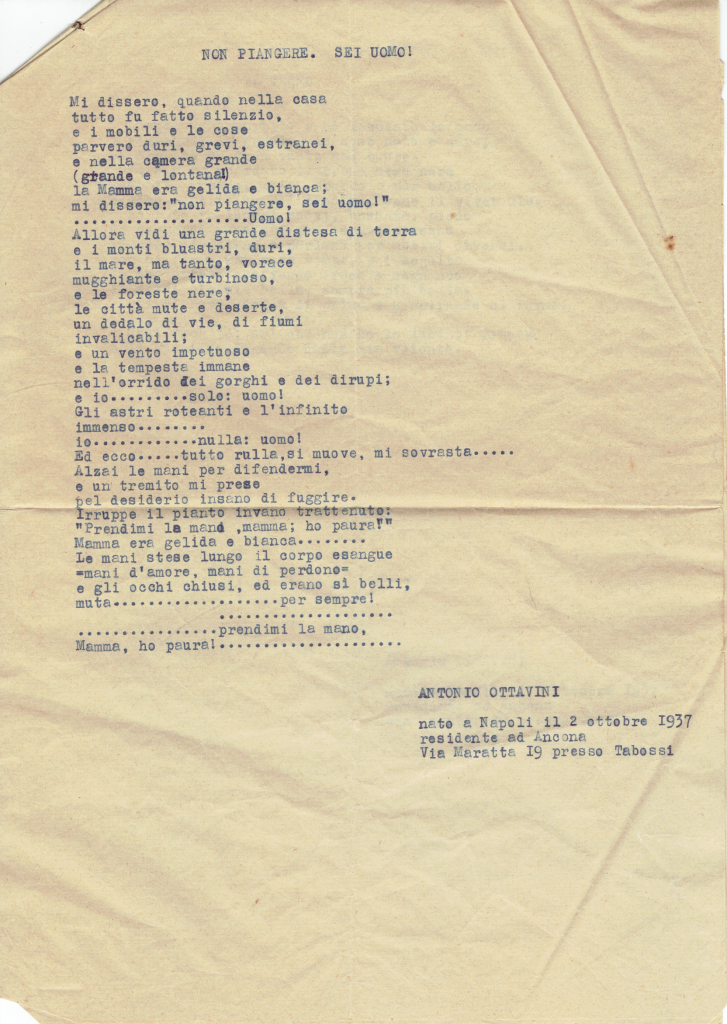 NON PIANGERE. SEI UOMO!
Mi dissero, quando nella casa
tutto fu fatto silenzio,
e i mobili e le cose
parvero duri, grevi, estranei,
e nella camera grande
(grande e lontana!)
la Mamma era gelida e bianca;
mi dissero:"non piangere, sei uomo!"
.....................Uomo!
Allora vidi una grande distesa di terra
e i monti bluastri, duri,
il mare, ma tanto, vorace
mugghiante e turbinoso,
e le foreste nere;
le città mute e deserte,
un dedalo di vie, di fiumi
invalicabili;
e un vento impetuoso
e la tempesta immane
nell'orrido dei gorghi e dei dirupi;
e io.........solo: uomo!
Gli astri roteanti e l'infinito
immenso........
io............nulla: uomo!
Ed ecco.....tutto rulla,si muove, mi sovrasta.....
Alzai le mani per difendermi,
e un tremito mi prese
pel desiderio insano di fuggire.
Irruppe il pianto invano trattenuto:
"Prendimi la mano ,mamma; ho paura!"
Mamma era gelida e bianca........
Le mani stese lungo il corpo esangue
=mani d'amore, mani di perdono=
e gli occhi chiusi, ed erano sì belli,
muta....................per sempre!
.....................
.................prendimi la mano,
Mamma, ho paura!......................
ANTONIO OTTAVINI
nato a Napoli il 2 ottobre I937
residente ad Ancona
Via Maratta I9 presso Tabossi